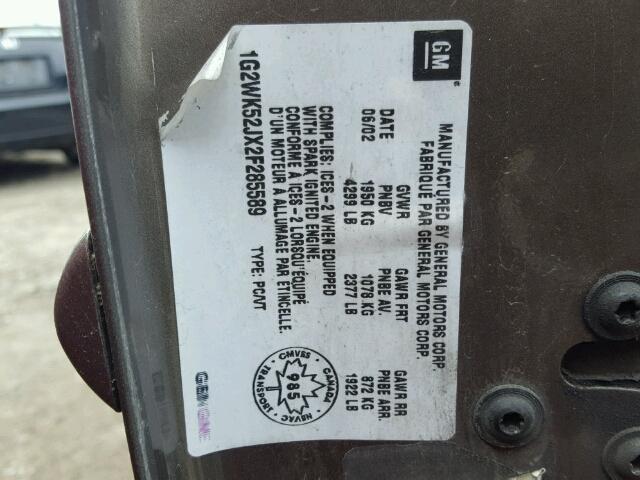 GM
MANUFACTURED BY GENERAL MOTORS CORP.
FABRIQUE PAR GENERAL MOTORS CORP.
DATE GVWR GAWR FRT GAWR RR
PNBV PNBE AV. PNBE ARR.
06/02 1950 KG 1078 KG 872 KG
4299 LB 2377 LB 1922 LB
COMPLIES: ICES-2 WHEN EQUIPPED
WITH SPARK IGNITED ENGINE.
CONFORME À ICES-2 LORSQU'ÉQUIPÉ
D'UN MOTEUR A ALLUMAGE PAR ETINCELLE.
1G2WK52JX2F285589 TYPE: PC/VT
CMVSS
CANADA
NSVAC
TRANSPORT
985